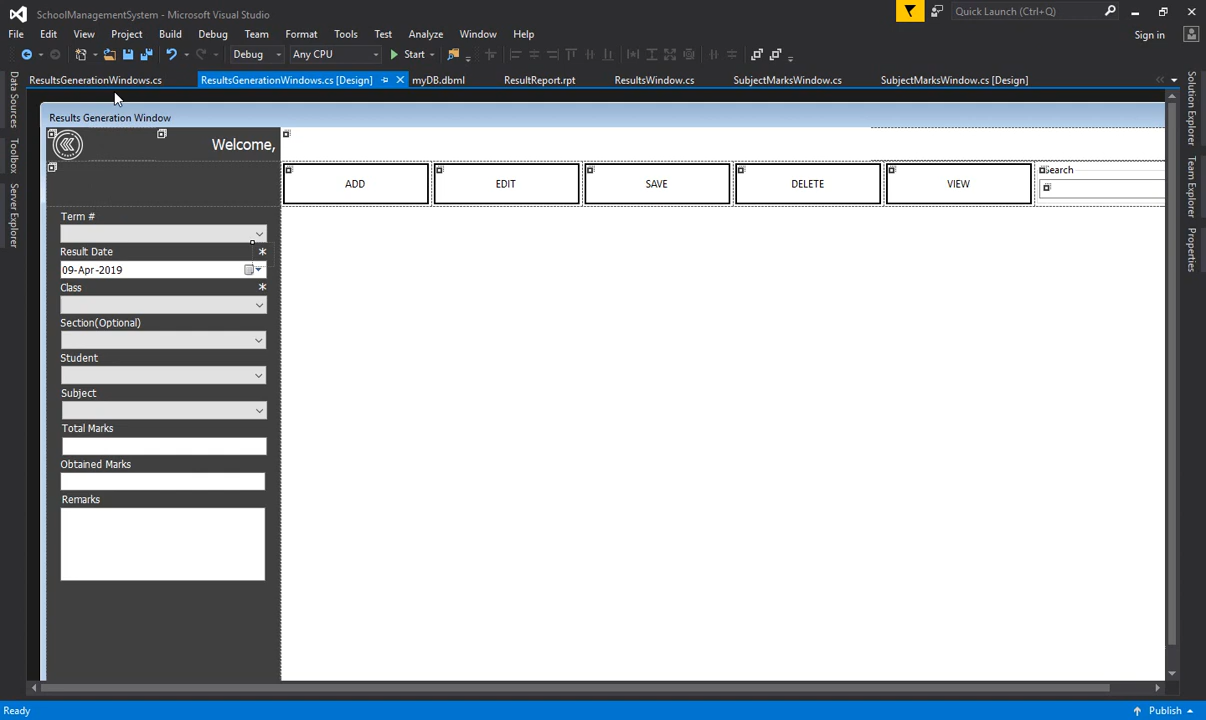 SchoolManagementSystem - Microsoft Visual Studio
Quick Launch (Ctrl+Q)
File Edit View Project Build Debug Team Format Tools Test Analyze Window Help
Sign in
Debug Any CPU Start
ResultsGenerationWindows.cs ResultsGenerationWindows.cs [Design] myDB.dbml ResultReport.rpt ResultsWindow.cs SubjectMarksWindow.cs SubjectMarksWindow.cs [Design]
Data Sources
Toolbox
Server Explorer
Solution Explorer
Team Explorer
Properties
Results Generation Window
Welcome,
ADD EDIT SAVE DELETE VIEW
Search
Term #
Result Date *
09-Apr-2019
Class *
Section(Optional)
Student
Subject
Total Marks
Obtained Marks
Remarks
Ready
Publish